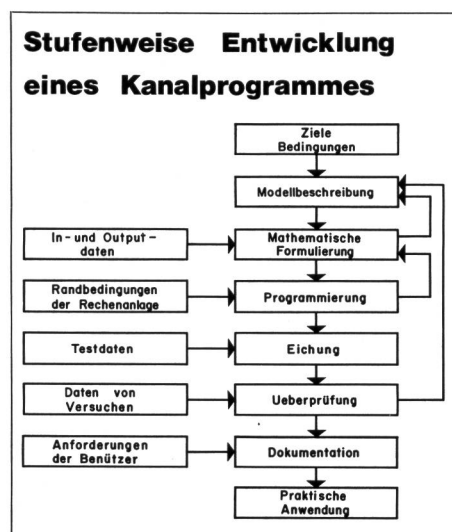 Stufenweise Entwicklung
eines Kanalprogrammes
Ziele
Bedingungen
Modellbeschreibung
In- und Output-
daten
Mathematische
Formulierung
Randbedingungen
der Rechenanlage
Programmierung
Testdaten
Eichung
Daten von
Versuchen
Ueberprüfung
Anforderungen
der Benützer
Dokumentation
Praktische
Anwendung